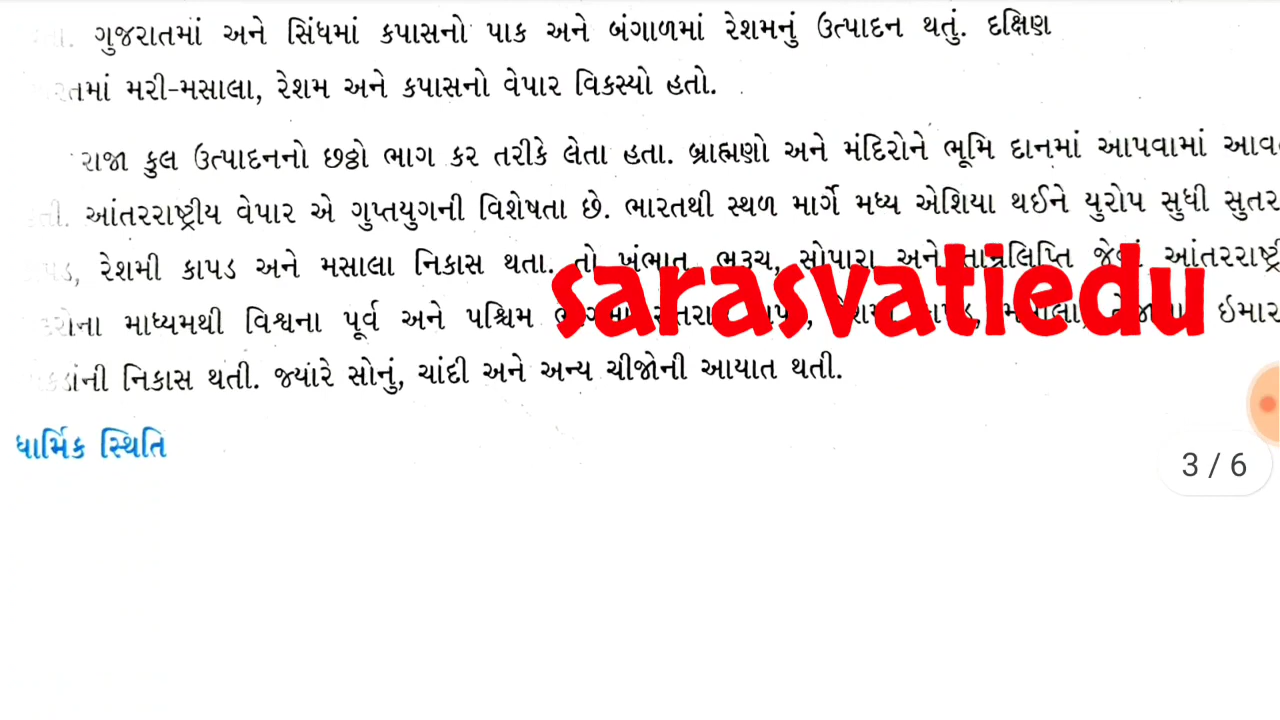 ગુજરાતમાં અને સિંધમાં કપાસનો પાક અને બંગાળમાં રેશમનું ઉત્પાદન થતું. દક્ષિણ
મરી-મસાલા, રેશમ અને કપાસનો વેપાર વિકસ્યો હતો.
રાજા કુલ ઉત્પાદનનો છઠ્ઠો ભાગ કર તરીકે લેતા હતા. બ્રાહ્મણો અને મંદિરોને ભૂમિ દાનમાં આપવામાં
આંતરરાષ્ટ્રીય વેપાર એ ગુપ્તયુગની વિશેષતા છે. ભારતથી સ્થળ માર્ગે મધ્ય એશિયા થઈને યુરોપ સુધી સુતર
રેશમી કાપડ અને મસાલા નિકાસ થતા. તો ખંભાત, ભરૂચ, સોપારા અને તામ્રલિપ્તિ જેવાં
sarasvatiedu
માધ્યમથી વિશ્વના પૂર્વ અને પશ્ચિમ
નિકાસ થતી. જ્યારે સોનું, ચાંદી અને અન્ય ચીજોની આયાત થતી.
ધાર્મિક સ્થિતિ
3 / 6